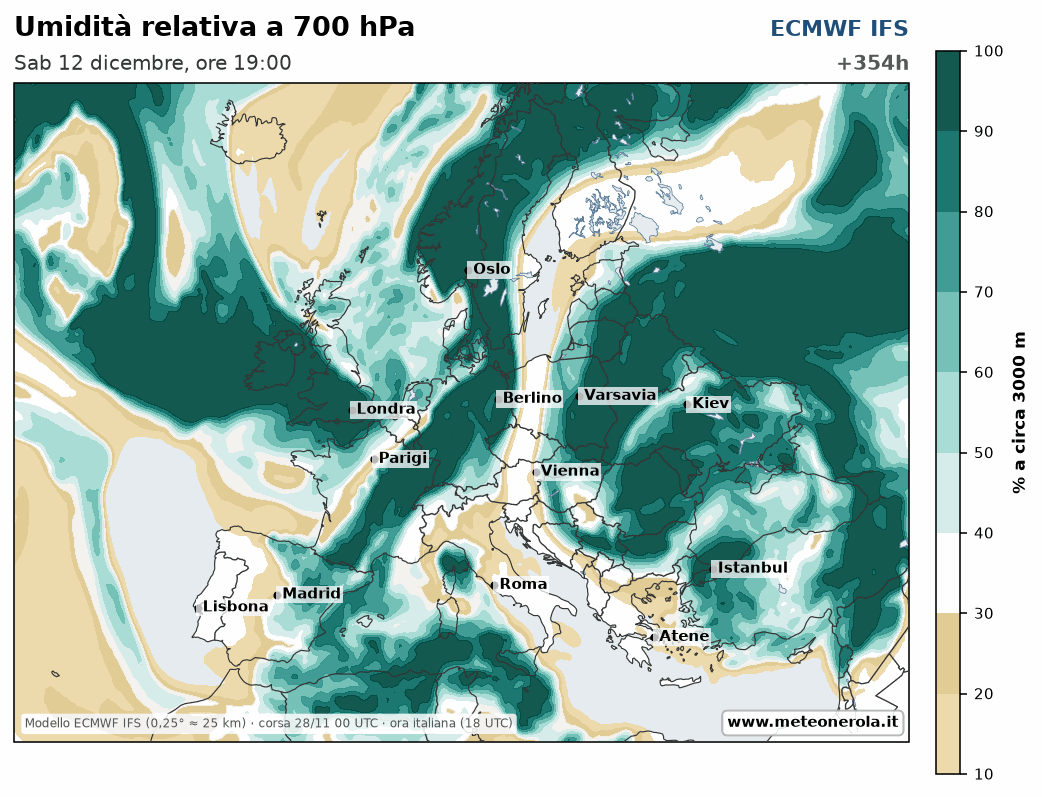 Umidità relativa a 700 hPa
ECMWF IFS
Sab 12 dicembre, ore 19:00
+354h
100
90
80
70
60
50
40
30
20
10
% a circa 3000 m
Oslo
Berlino
Varsavia
Kiev
Londra
Parigi
Vienna
Istanbul
Roma
Madrid
Lisbona
Atene
Modello ECMWF IFS (0,25° ≈ 25 km) · corsa 28/11 00 UTC · ora italiana (18 UTC)
www.meteonerola.it